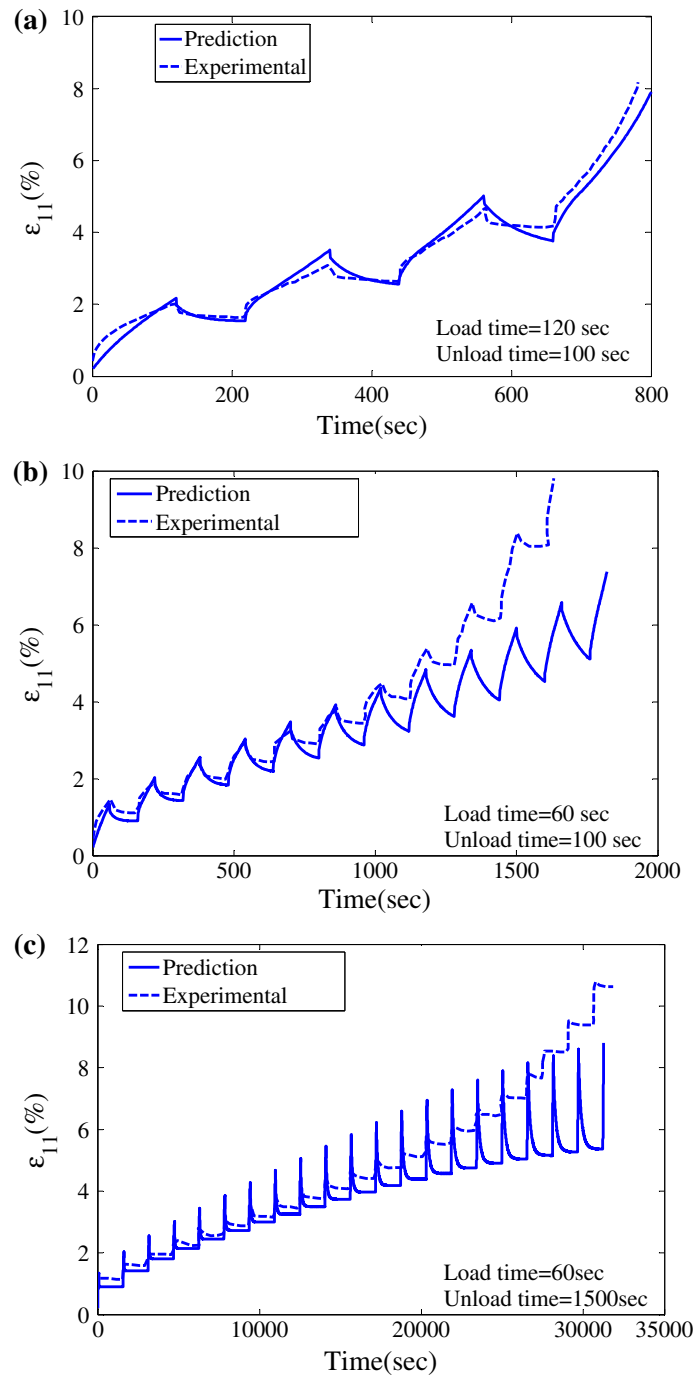 (a)
10
8
6
4
2
0
ε11(%)
Prediction
Experimental
Load time=120 sec
Unload time=100 sec
0 200 400 600 800
Time(sec)
(b)
10
8
6
4
2
0
ε11(%)
Prediction
Experimental
Load time=60 sec
Unload time=100 sec
0 500 1000 1500 2000
Time(sec)
(c)
12
10
8
6
4
2
0
ε11(%)
Prediction
Experimental
Load time=60sec
Unload time=1500sec
0 10000 20000 30000 35000
Time(sec)